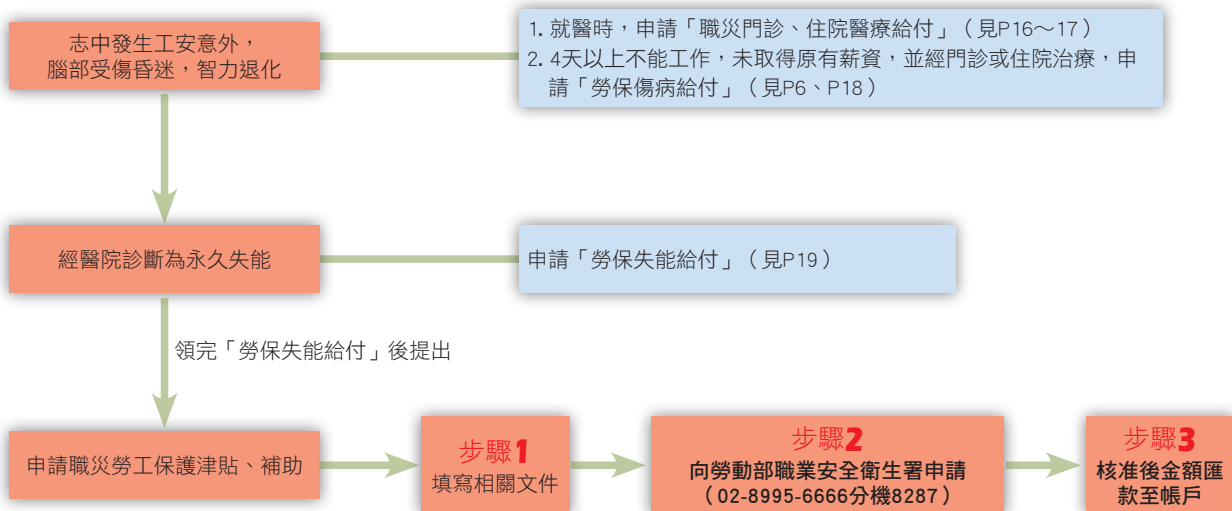 志中發生工安意外，
腦部受傷昏迷，智力退化
1. 就醫時，申請「職災門診、住院醫療給付」（見P16～17）
2. 4天以上不能工作，未取得原有薪資，並經門診或住院治療，申
請「勞保傷病給付」（見P6、P18）
經醫院診斷為永久失能
申請「勞保失能給付」（見P19）
領完「勞保失能給付」後提出
申請職災勞工保護津貼、補助
步驟1
填寫相關文件
步驟2
向勞動部職業安全衛生署申請
（02-8995-6666分機8287）
步驟3
核准後金額匯
款至帳戶